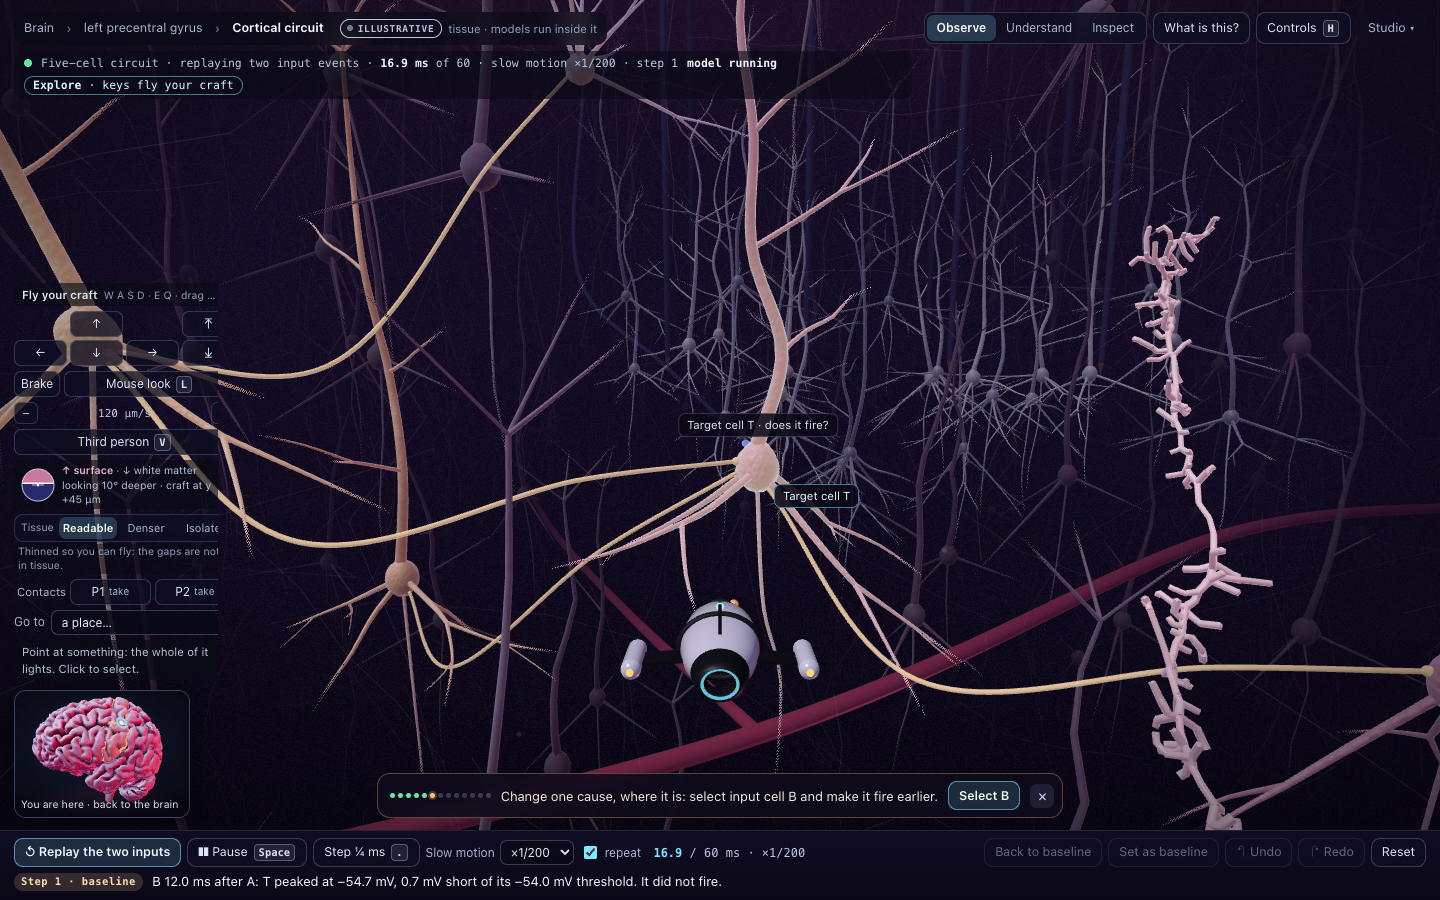 Brain › left precentral gyrus › Cortical circuit ILLUSTRATIVE tissue · models run inside it
Observe Understand Inspect What is this? Controls H Studio
Five-cell circuit · replaying two input events · 16.9 ms of 60 · slow motion ×1/200 · step 1 model running
Explore · keys fly your craft
Fly your craft W A S D · E Q · drag ...
↑ ⤒
← ↓ → ⤓
Brake Mouse look L
− 120 µm/s
Third person V
↑ surface · ↓ white matter
looking 10° deeper · craft at y
+45 µm
Tissue Readable Denser Isolate
Thinned so you can fly: the gaps are not
in tissue.
Contacts P1 take P2 take
Go to a place...
Point at something: the whole of it
lights. Click to select.
You are here · back to the brain
Target cell T · does it fire?
Target cell T
Change one cause, where it is: select input cell B and make it fire earlier. Select B ×
Replay the two inputs Pause Space Step ¼ ms . Slow motion ×1/200 repeat 16.9 / 60 ms · ×1/200
Back to baseline Set as baseline Undo Redo Reset
Step 1 · baseline B 12.0 ms after A: T peaked at −54.7 mV, 0.7 mV short of its −54.0 mV threshold. It did not fire.